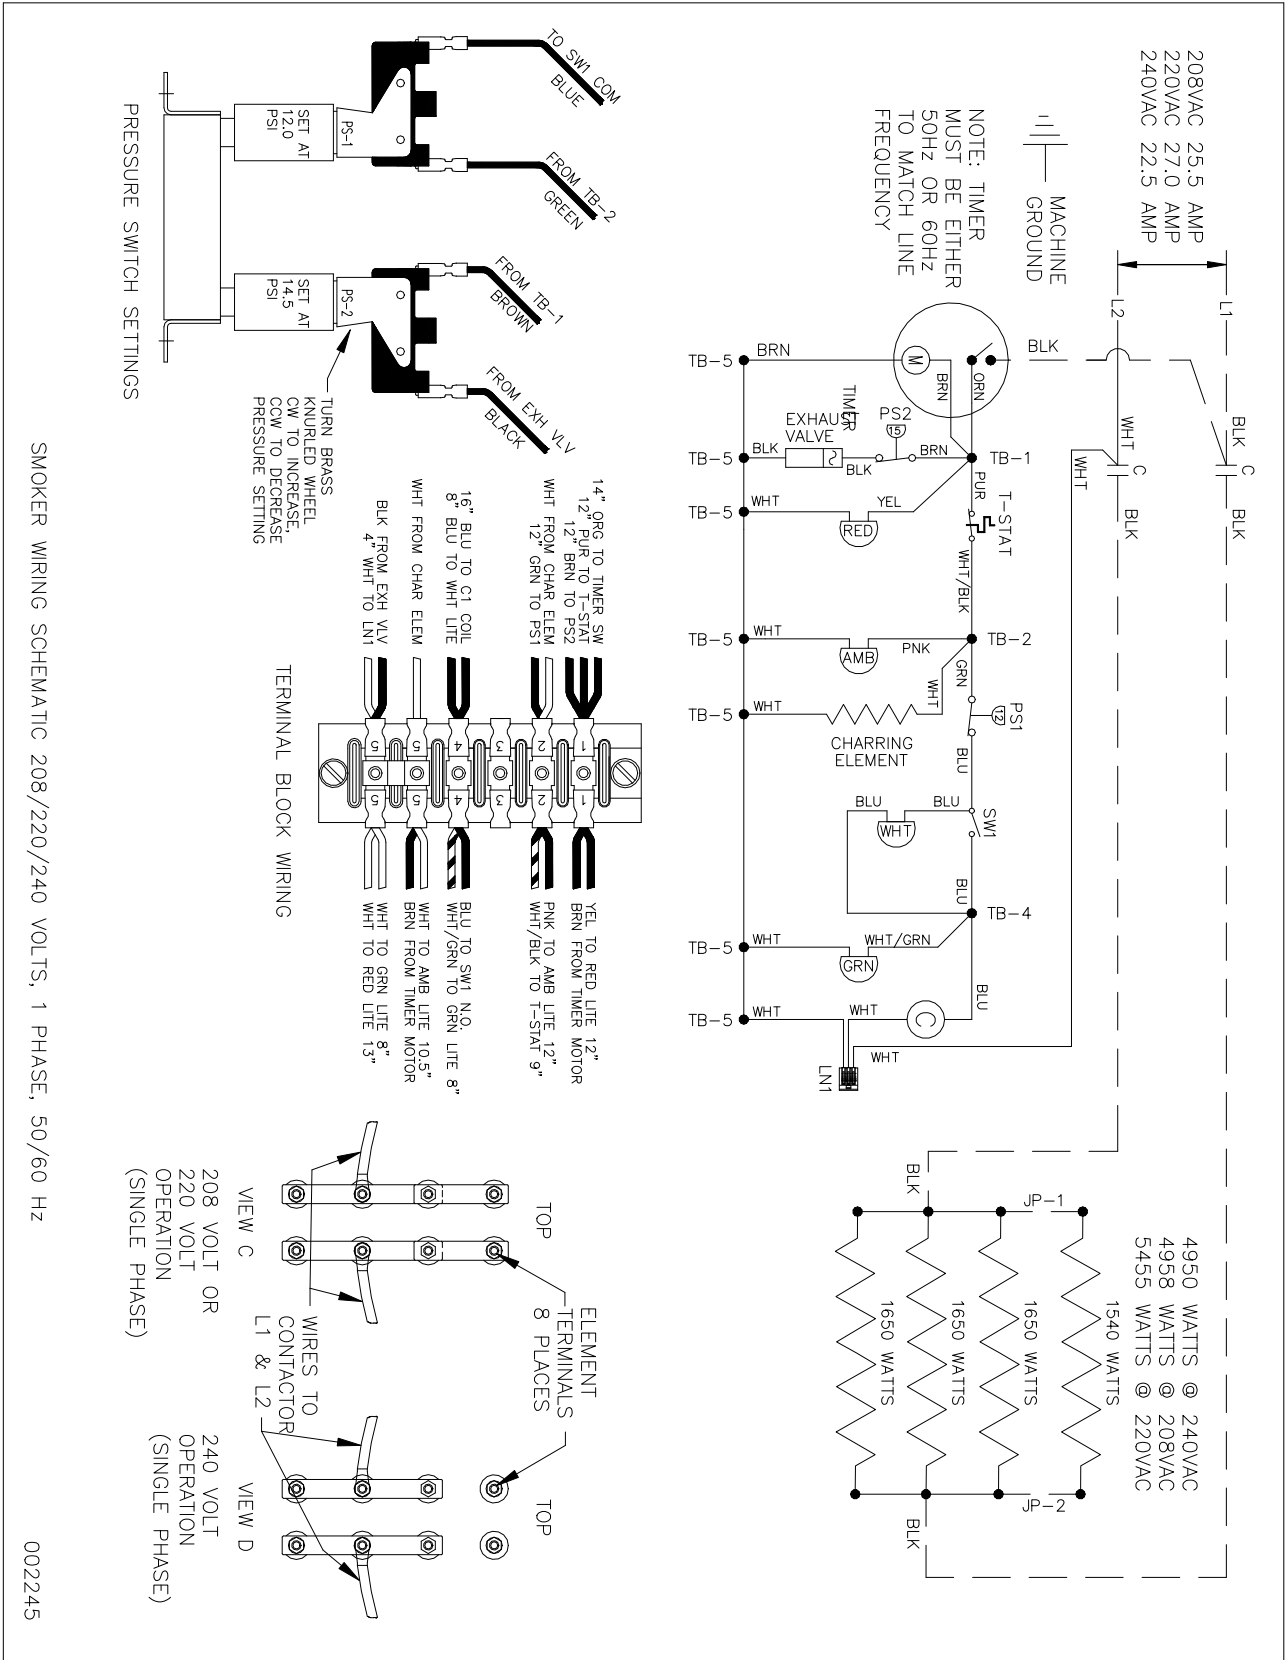 208VAC 25.5 AMP
220VAC 27.0 AMP
240VAC 22.5 AMP
L1
L2
BLK
C
BLK
WHT
C
BLK
WHT
MACHINE
GROUND
NOTE: TIMER
MUST BE EITHER
50Hz OR 60Hz
TO MATCH LINE
FREQUENCY
BLK
TB-5
BRN
M
BRN
ORN
TIMER
TB-5
BLK
EXHAUST
VALVE
BLK
PS2
15
BRN
TB-1
TB-5
WHT
RED
YEL
PUR
T-STAT
WHT/BLK
TB-5
WHT
AMB
PNK
TB-2
TB-5
WHT
CHARRING
ELEMENT
WHT
GRN
PS1
12
BLU
BLU
WHT
BLU
SW1
BLU
TB-4
TB-5
WHT
GRN
WHT/GRN
BLU
TB-5
WHT
WHT
C
WHT
LN1
4950 WATTS @ 240VAC
4958 WATTS @ 208VAC
5455 WATTS @ 220VAC
BLK
JP-1
1540 WATTS
1650 WATTS
1650 WATTS
1650 WATTS
JP-2
BLK
TO SW1 COM
BLUE
FROM TB-2
GREEN
FROM TB-1
BROWN
FROM EXH VLV
BLACK
PS-1
SET AT
12.0
PSI
PS-2
SET AT
14.5
PSI
TURN BRASS
KNURLED WHEEL
CW TO INCREASE,
CCW TO DECREASE
PRESSURE SETTING
PRESSURE SWITCH SETTINGS
14" ORG TO TIMER SW
12" PUR TO T-STAT
12" BRN TO PS2
WHT FROM CHAR ELEM
12" GRN TO PS1
16" BLU TO C1 COIL
8" BLU TO WHT LITE
WHT FROM CHAR ELEM
BLK FROM EXH VLV
4" WHT TO LN1
1 1
2 2
3 3
4 4
5 5
5 5
YEL TO RED LITE 12"
BRN FROM TIMER MOTOR
PNK TO AMB LITE 12"
WHT/BLK TO T-STAT 9"
BLU TO SW1 N.O.
WHT/GRN TO GRN LITE 8"
WHT TO AMB LITE 10.5"
BRN FROM TIMER MOTOR
WHT TO GRN LITE 8"
WHT TO RED LITE 13"
TERMINAL BLOCK WIRING
TOP
ELEMENT
TERMINALS
8 PLACES
TOP
WIRES TO
CONTACTOR
L1 & L2
VIEW C
208 VOLT OR
220 VOLT
OPERATION
(SINGLE PHASE)
VIEW D
240 VOLT
OPERATION
(SINGLE PHASE)
SMOKER WIRING SCHEMATIC 208/220/240 VOLTS, 1 PHASE, 50/60 Hz
002245